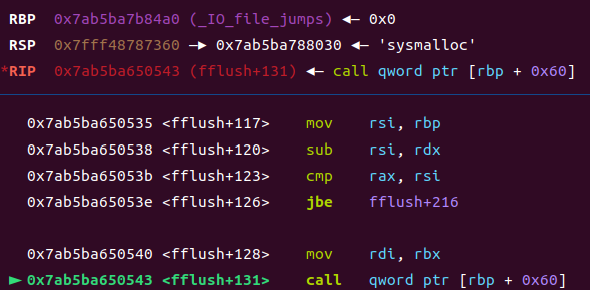 RBP  0x7ab5ba7b84a0 (_IO_file_jumps) ◂— 0x0
RSP  0x7fff48787360 —▸ 0x7ab5ba788030 ◂— 'sysmalloc'
*RIP  0x7ab5ba650543 (fflush+131) ◂— call qword ptr [rbp + 0x60]
0x7ab5ba650535 <fflush+117>    mov    rsi, rbp
0x7ab5ba650538 <fflush+120>    sub    rsi, rdx
0x7ab5ba65053b <fflush+123>    cmp    rax, rsi
0x7ab5ba65053e <fflush+126>    jbe    fflush+216
0x7ab5ba650540 <fflush+128>    mov    rdi, rbx
► 0x7ab5ba650543 <fflush+131>    call   qword ptr [rbp + 0x60]